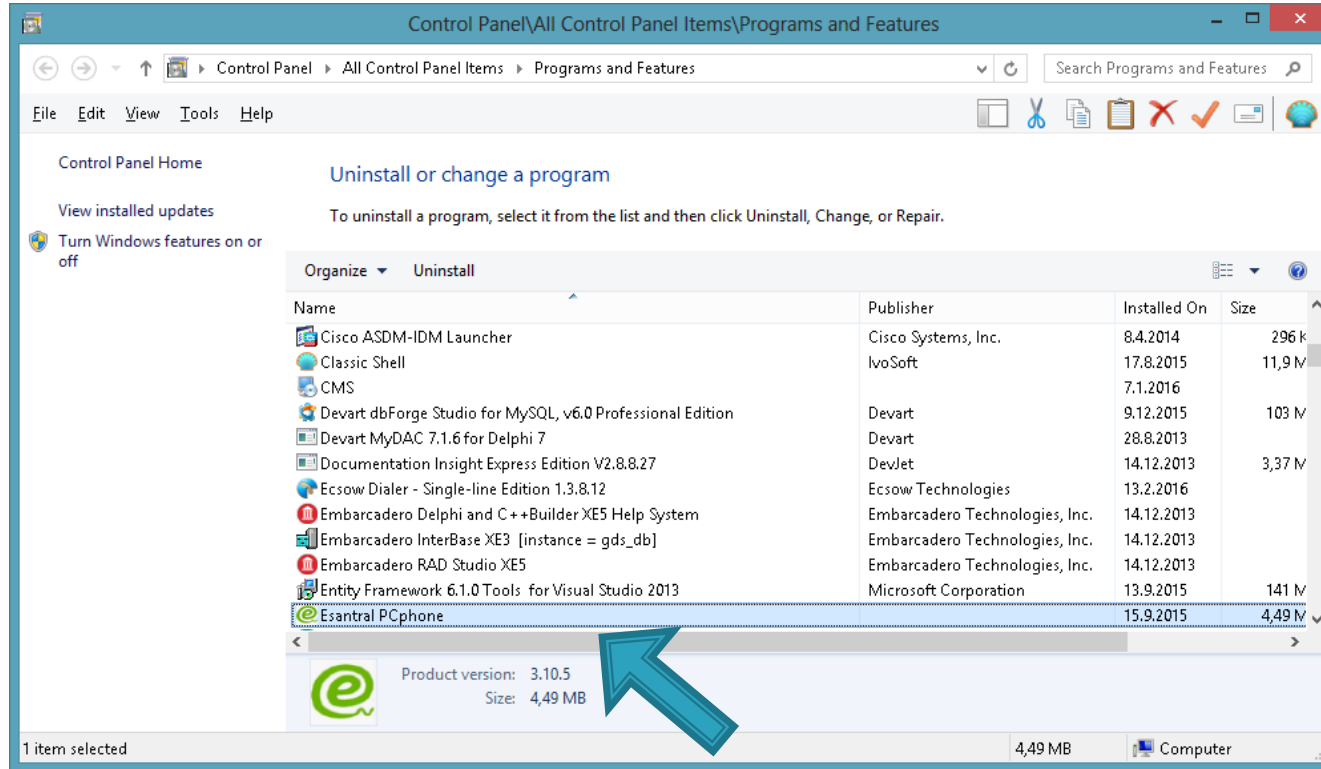 Control Panel\All Control Panel Items\Programs and Features
Control Panel All Control Panel Items Programs and Features Search Programs and Features
File Edit View Tools Help
Control Panel Home
View installed updates
Turn Windows features on or
off
Uninstall or change a program
To uninstall a program, select it from the list and then click Uninstall, Change, or Repair.
Organize Uninstall
Name Publisher Installed On Size
Cisco ASDM-IDM Launcher Cisco Systems, Inc. 8.4.2014 296 K
Classic Shell IvoSoft 17.8.2015 11,9 M
CMS 7.1.2016
Devart dbForge Studio for MySQL, v6.0 Professional Edition Devart 9.12.2015 103 M
Devart MyDAC 7.1.6 for Delphi 7 Devart 28.8.2013
Documentation Insight Express Edition V2.8.8.27 DevJet 14.12.2013 3,37 M
Ecsow Dialer - Single-line Edition 1.3.8.12 Ecsow Technologies 13.2.2016
Embarcadero Delphi and C++Builder XE5 Help System Embarcadero Technologies, Inc. 14.12.2013
Embarcadero InterBase XE3 [instance = gds_db] Embarcadero Technologies, Inc. 14.12.2013
Embarcadero RAD Studio XE5 Embarcadero Technologies, Inc. 14.12.2013
Entity Framework 6.1.0 Tools for Visual Studio 2013 Microsoft Corporation 13.9.2015 141 M
Esantral PCphone 15.9.2015 4,49 M
Product version: 3.10.5
Size: 4,49 MB
1 item selected 4,49 MB Computer